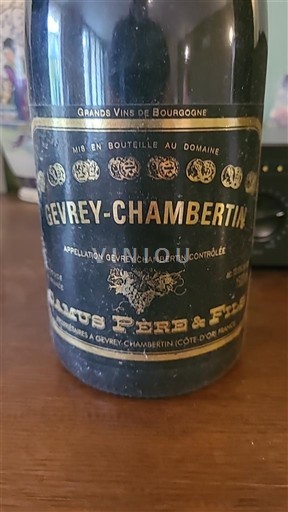 GRANDS VINS DE BOURGOGNE
MIS EN BOUTEILLE AU DOMAINE
GEVREY-CHAMBERTIN
APPELLATION GEVREY-CHAMBERTIN CONTRÔLÉE
VINIOU
CAMUS PERE & FILS
PROPRIÉTAIRES A GEVREY-CHAMBERTIN (CÔTE-D'OR) FRANCE